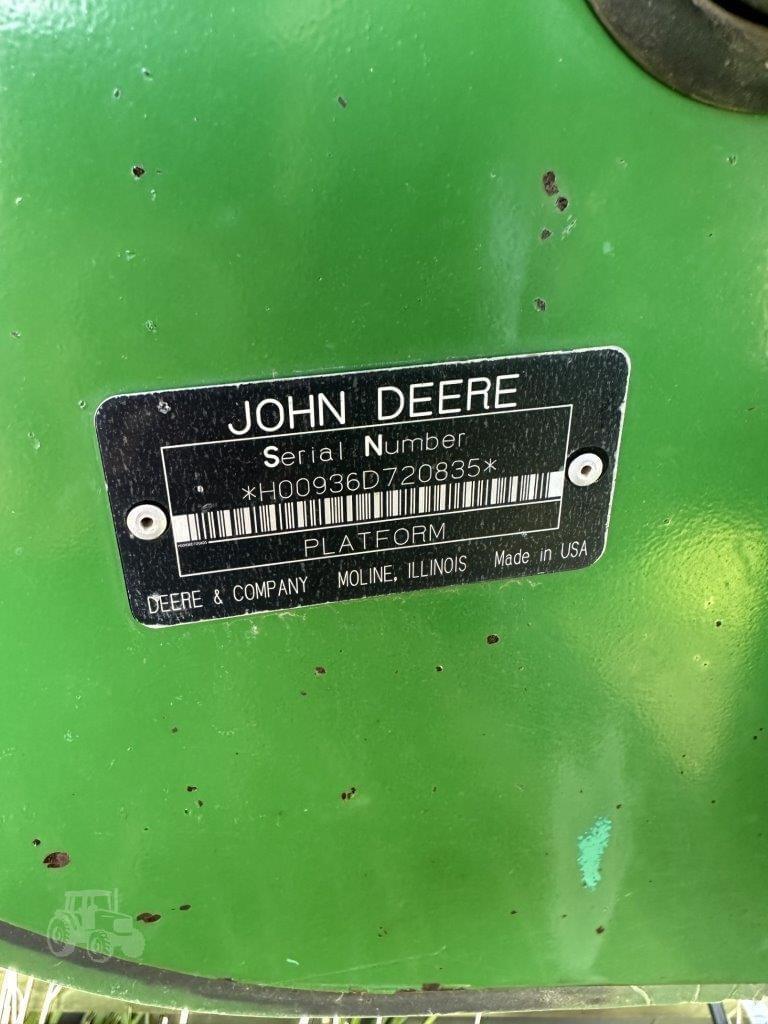 JOHN DEERE
Serial Number
*H00936D720835*
PLATFORM
DEERE & COMPANY MOLINE, ILLINOIS Made in USA